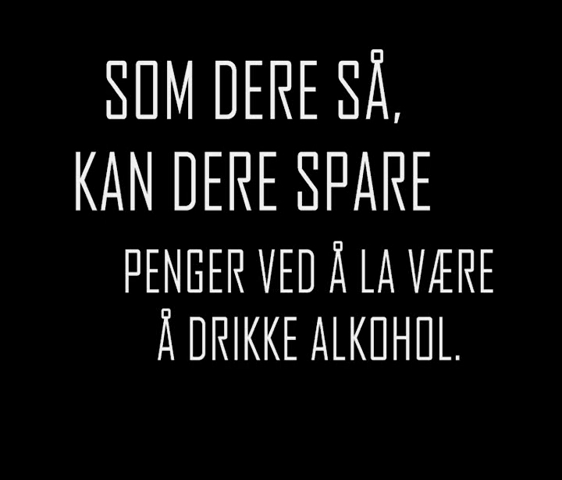 SOM DERE SÅ,
KAN DERE SPARE
PENGER VED Å LA VÆRE
Å DRIKKE ALKOHOL.